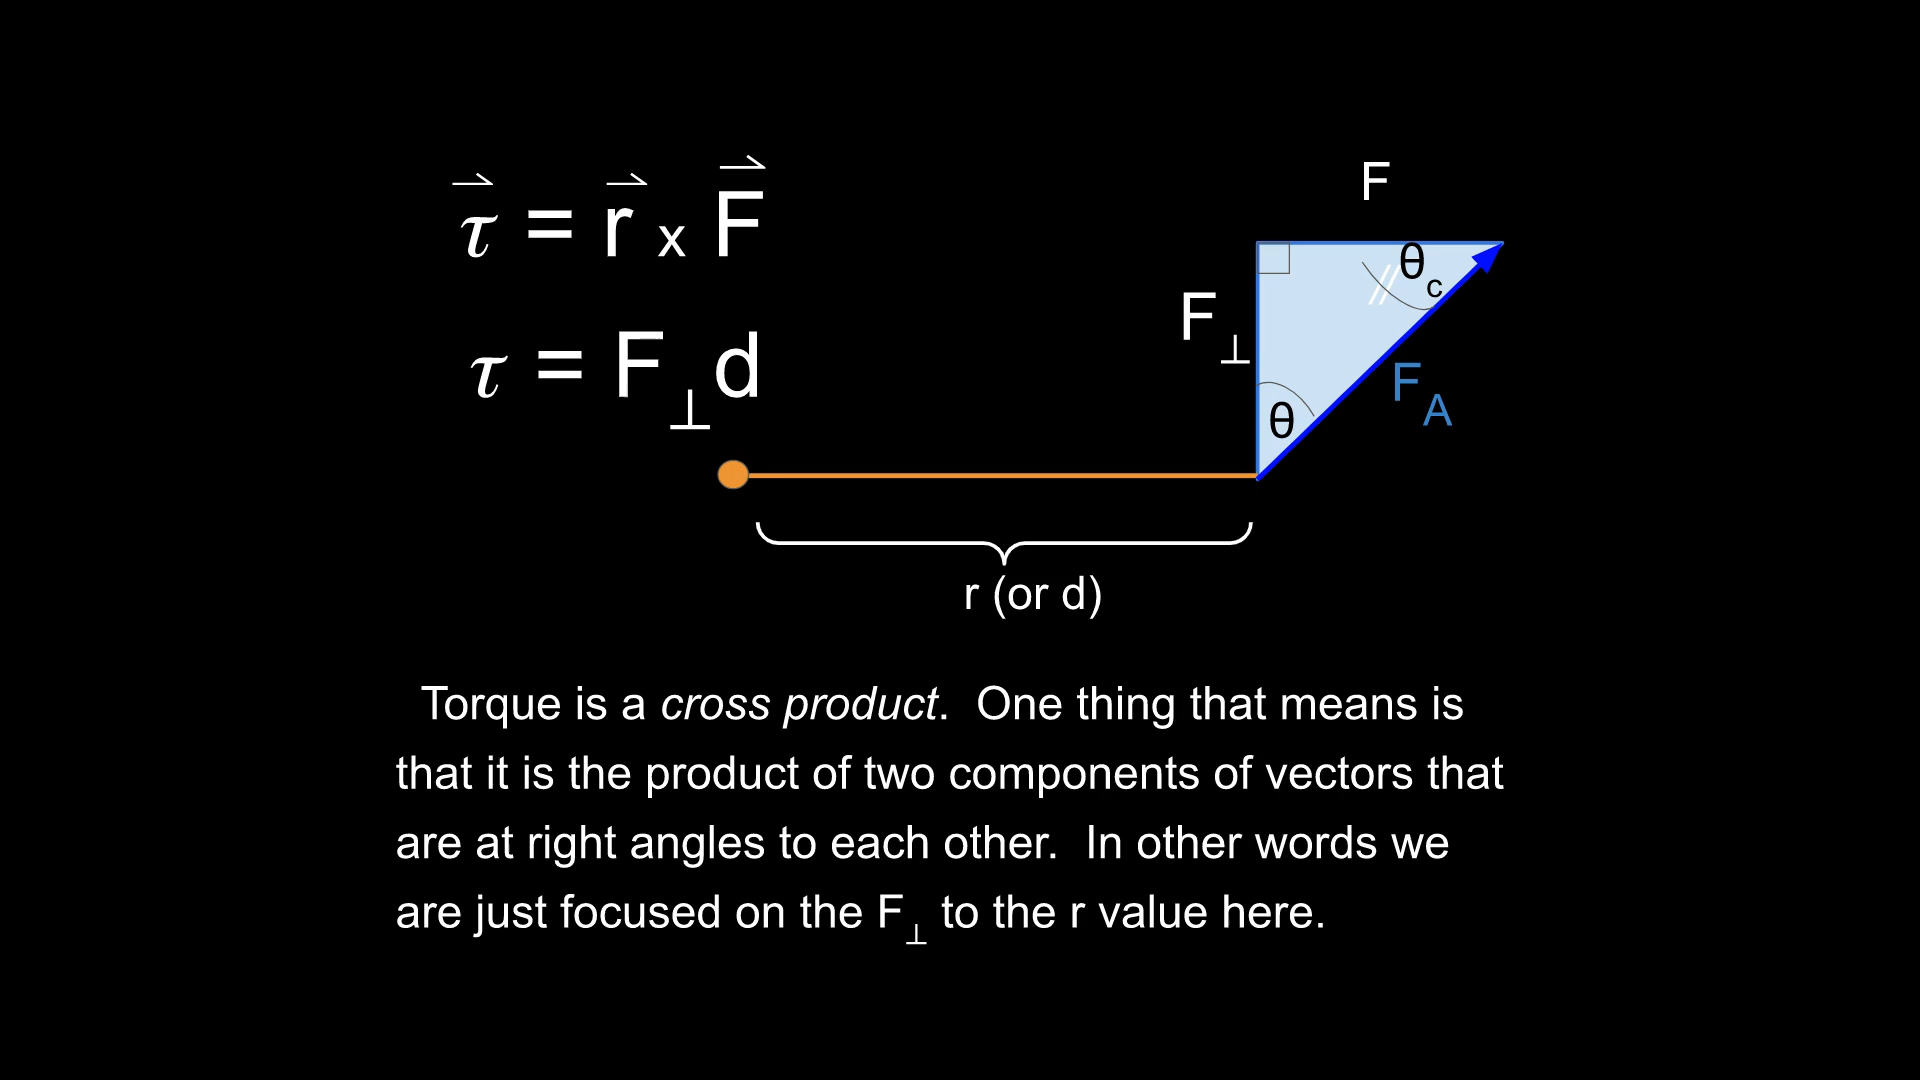 τ⃗ = r⃗ x F⃗
τ = F⊥d
F
//
θc
F⊥
FA
θ
r (or d)
Torque is a cross product. One thing that means is
that it is the product of two components of vectors that
are at right angles to each other. In other words we
are just focused on the F⊥ to the r value here.